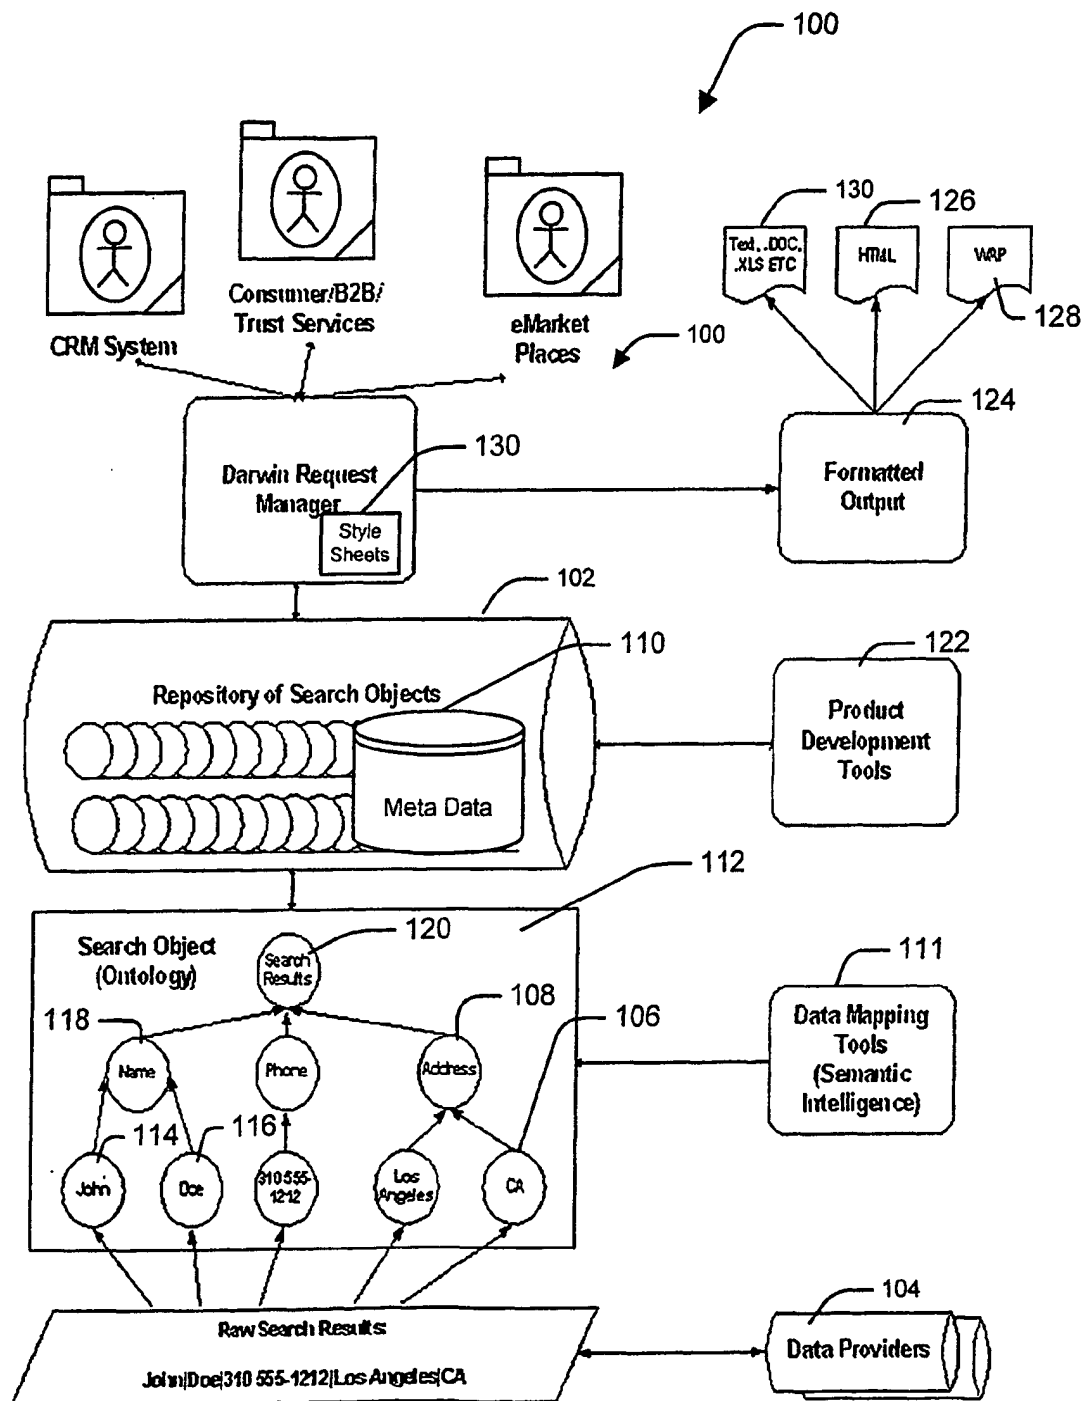 100
130
126
Text, .DOC,
.XLS ETC
HTML
WAP
128
Consumer/B2B/
Trust Services
CRM System
eMarket
Places
100
124
130
Darwin Request
Manager
Style
Sheets
Formatted
Output
102
110
122
Repository of Search Objects
Meta Data
Product
Development
Tools
112
Search Object
(Ontology)
120
Search
Results
111
118
108
106
Data Mapping
Tools
(Semantic
Intelligence)
Name
Phone
Address
114
116
John
Doe
310 555-
1212
Los
Angeles
CA
104
Raw Search Results:
Data Providers
John|Doe|310 555-1212|Los Angeles|CA